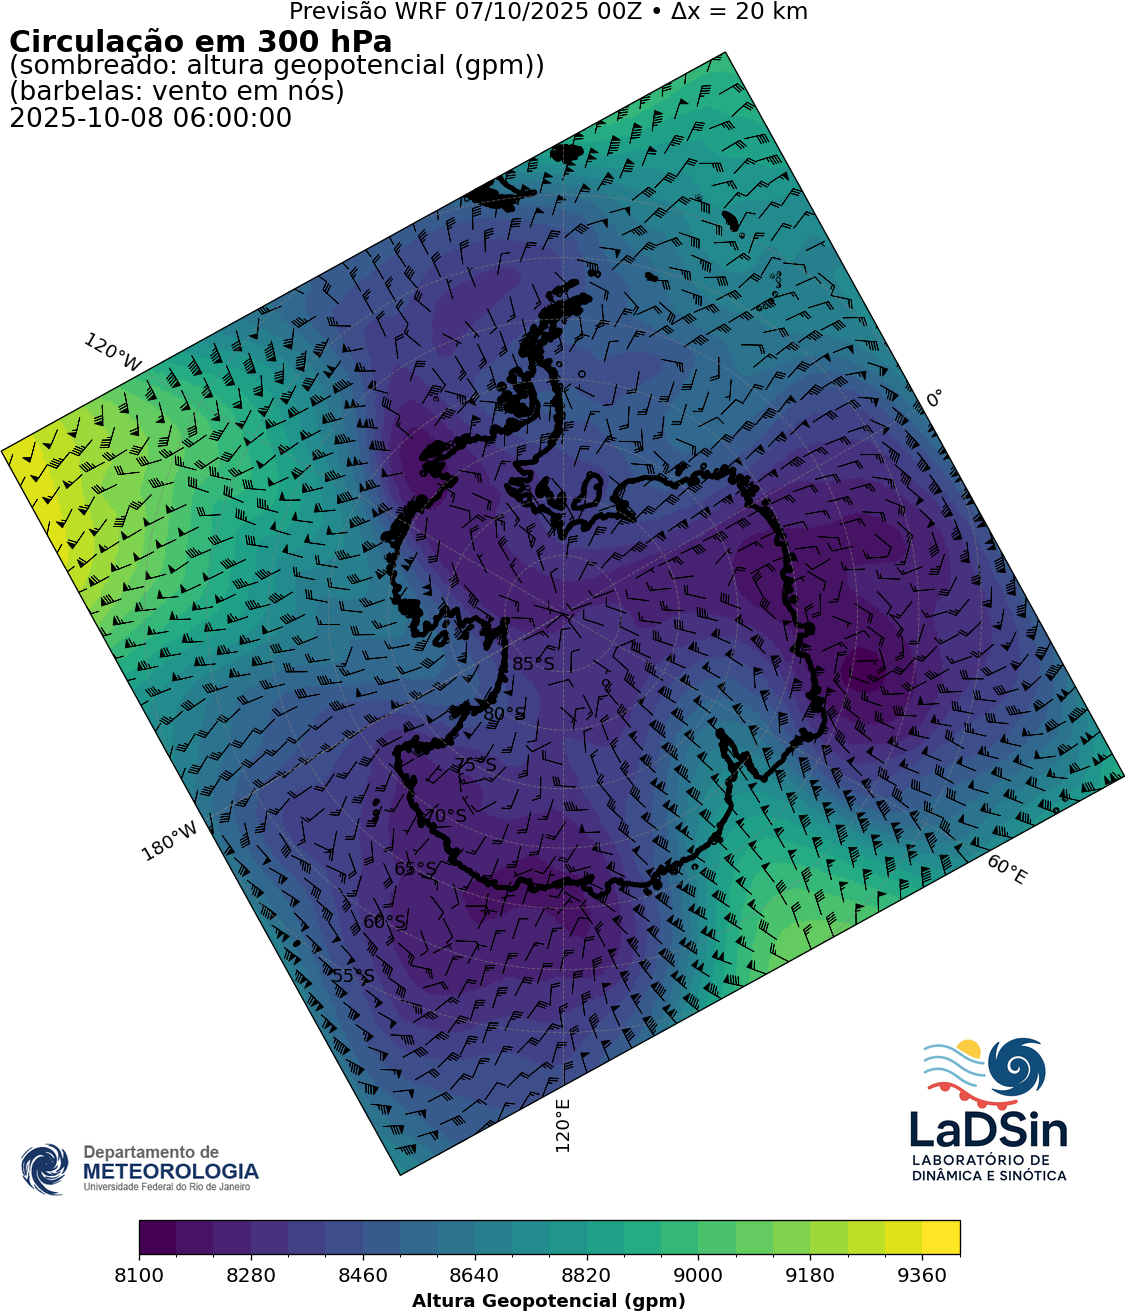 Previsão WRF 07/10/2025 00Z • Δx = 20 km
Circulação em 300 hPa
(sombreado: altura geopotencial (gpm))
(barbelas: vento em nós)
2025-10-08 06:00:00
120°W
0°
85°S
80°S
75°S
70°S
65°S
60°S
55°S
180°W
60°E
120°E
Departamento de
METEOROLOGIA
Universidade Federal do Rio de Janeiro
LaDSin
LABORATÓRIO DE
DINÂMICA E SINÓTICA
8100 8280 8460 8640 8820 9000 9180 9360
Altura Geopotencial (gpm)